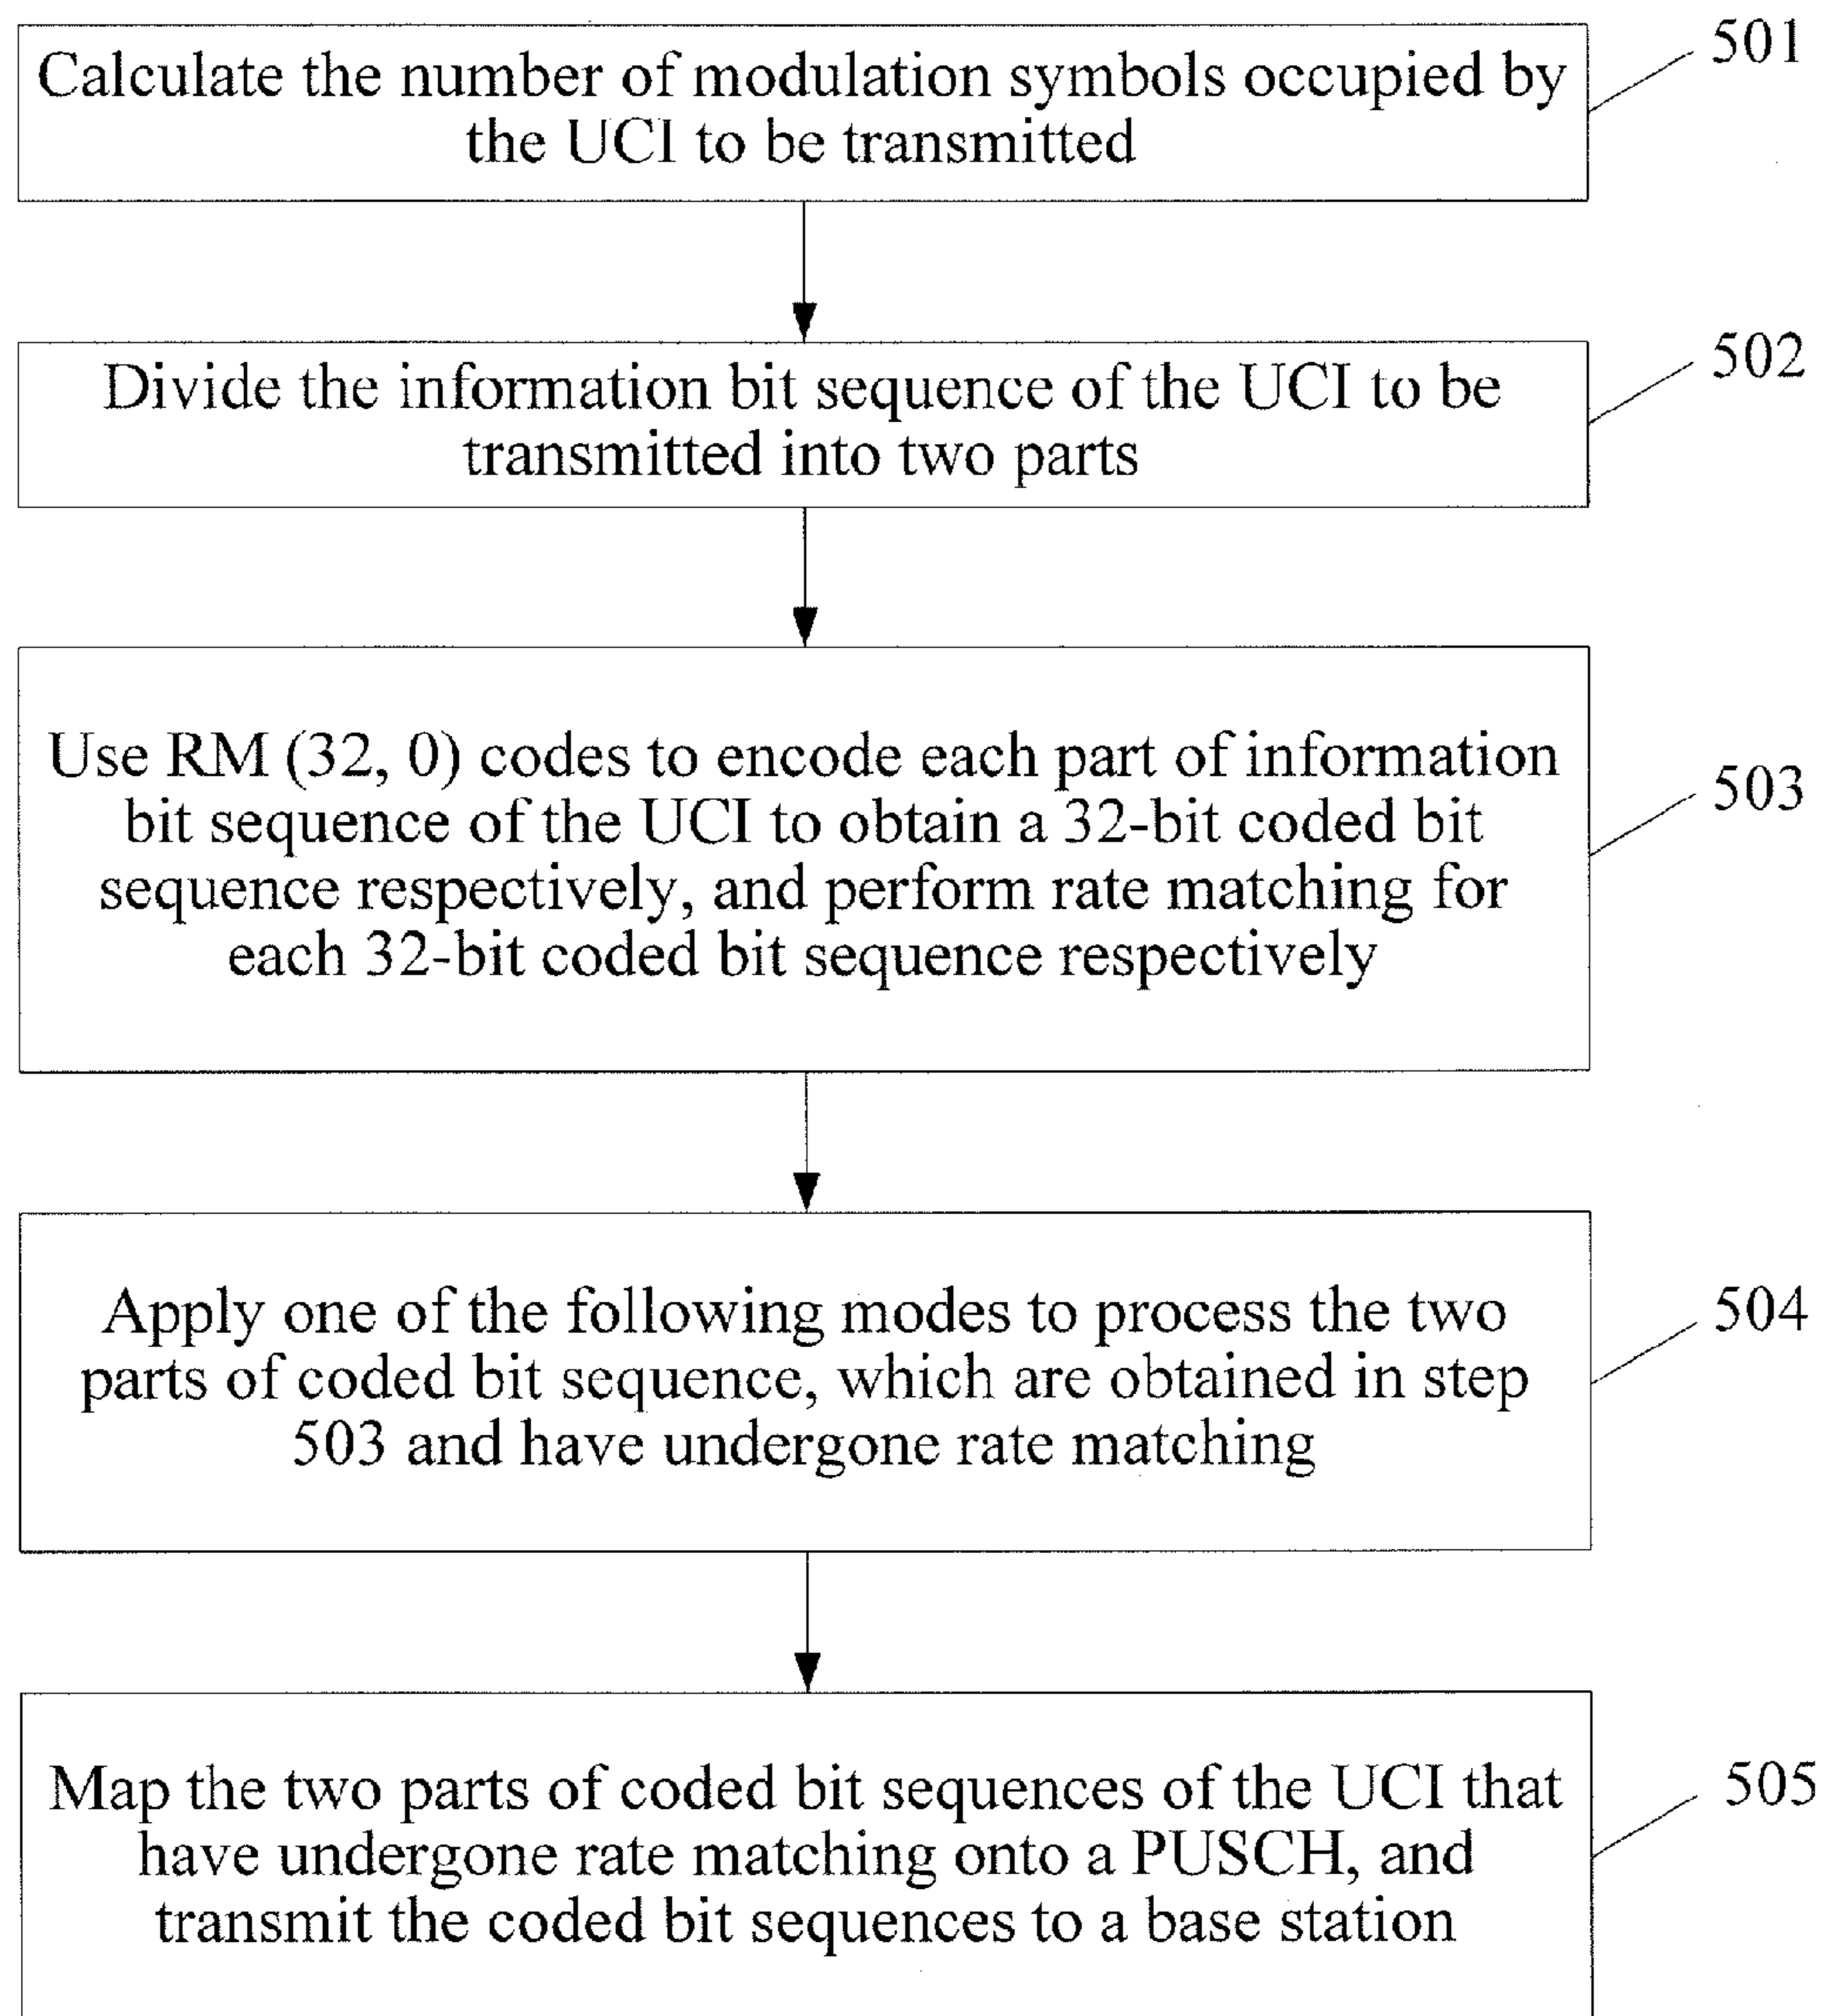 Calculate the number of modulation symbols occupied by
the UCI to be transmitted
501
Divide the information bit sequence of the UCI to be
transmitted into two parts
502
Use RM (32, 0) codes to encode each part of information
bit sequence of the UCI to obtain a 32-bit coded bit
sequence respectively, and perform rate matching for
each 32-bit coded bit sequence respectively
503
Apply one of the following modes to process the two
parts of coded bit sequence, which are obtained in step
503 and have undergone rate matching
504
Map the two parts of coded bit sequences of the UCI that
have undergone rate matching onto a PUSCH, and
transmit the coded bit sequences to a base station
505